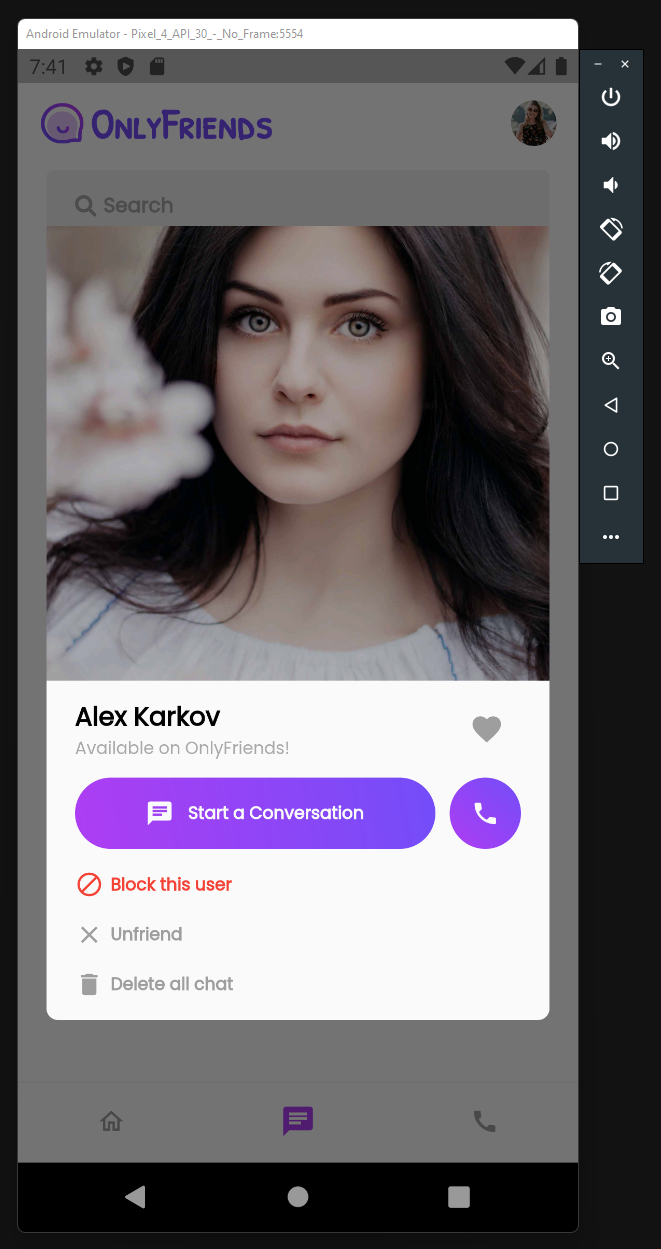 Android Emulator - Pixel_4_API_30_-_No_Frame:5554
7:41
OnlyFriends
Search
Alex Karkov
Available on OnlyFriends!
Start a Conversation
Block this user
Unfriend
Delete all chat